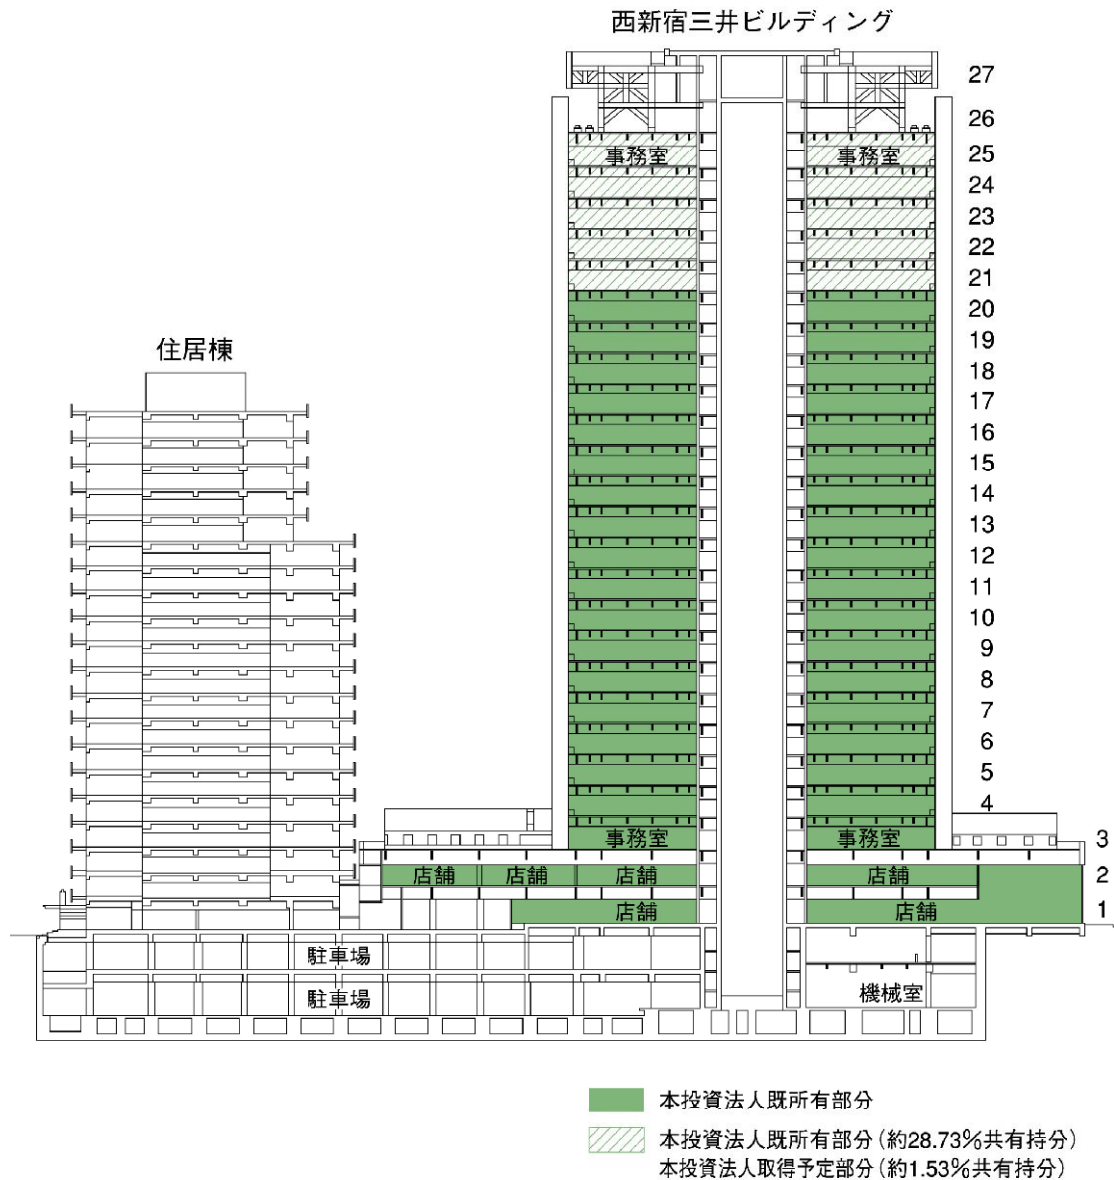 西新宿三井ビルディング
27
26
事務室 事務室 25
24
23
22
21
20
19
住居棟
18
17
16
15
14
13
12
11
10
9
8
7
6
5
4
事務室 事務室 3
店舗 店舗 店舗 店舗 2
店舗 店舗 1
駐車場
駐車場 機械室
本投資法人既所有部分
本投資法人既所有部分(約28.73%共有持分)
本投資法人取得予定部分(約1.53%共有持分)